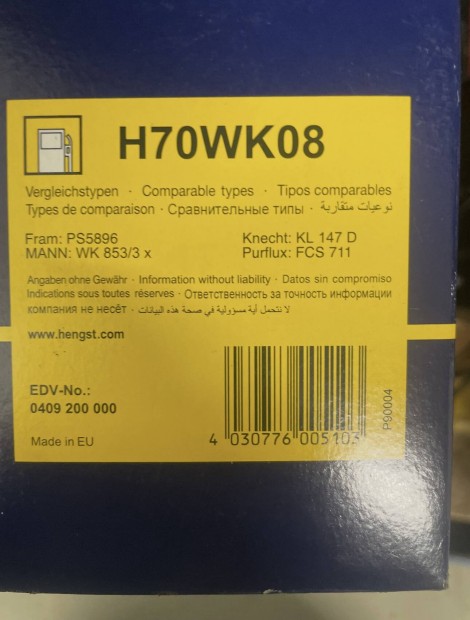 H70WK08
Vergleichstypen · Comparable types · Tipos comparables
Types de comparaison · Сравнительные типы · نوعيات متقاربة
Fram: PS5896 Knecht: KL 147 D
MANN: WK 853/3 x Purflux: FCS 711
Angaben ohne Gewähr · Information without liability · Datos sin compromiso
Indications sous toutes réserves · Ответственность за точность информации
компания не несёт · لا نتحمل أية مسؤولية في صحة هذه البيانات
www.hengst.com
EDV-No.:
0409 200 000
Made in EU
4 030776 005103
P90004